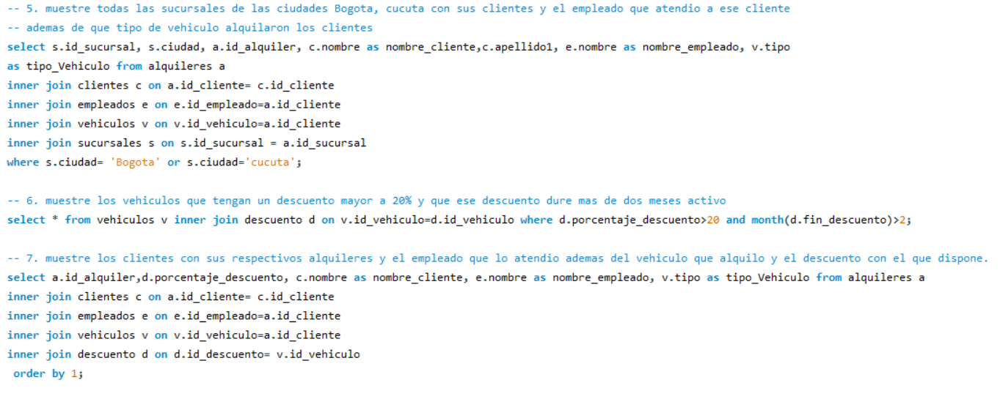 -- 5. muestre todas las sucursales de las ciudades Bogota, cucuta con sus clientes y el empleado que atendio a ese cliente
-- ademas de que tipo de vehiculo alquilaron los clientes
select s.id_sucursal, s.ciudad, a.id_alquiler, c.nombre as nombre_cliente,c.apellido1, e.nombre as nombre_empleado, v.tipo
as tipo_Vehiculo from alquileres a
inner join clientes c on a.id_cliente= c.id_cliente
inner join empleados e on e.id_empleado=a.id_cliente
inner join vehiculos v on v.id_vehiculo=a.id_cliente
inner join sucursales s on s.id_sucursal = a.id_sucursal
where s.ciudad= 'Bogota' or s.ciudad='cucuta';

-- 6. muestre los vehiculos que tengan un descuento mayor a 20% y que ese descuento dure mas de dos meses activo
select * from vehiculos v inner join descuento d on v.id_vehiculo=d.id_vehiculo where d.porcentaje_descuento>20 and month(d.fin_descuento)>2;

-- 7. muestre los clientes con sus respectivos alquileres y el empleado que lo atendio ademas del vehiculo que alquilo y el descuento con el que dispone.
select a.id_alquiler,d.porcentaje_descuento, c.nombre as nombre_cliente, e.nombre as nombre_empleado, v.tipo as tipo_Vehiculo from alquileres a
inner join clientes c on a.id_cliente= c.id_cliente
inner join empleados e on e.id_empleado=a.id_cliente
inner join vehiculos v on v.id_vehiculo=a.id_cliente
inner join descuento d on d.id_descuento= v.id_vehiculo
order by 1;